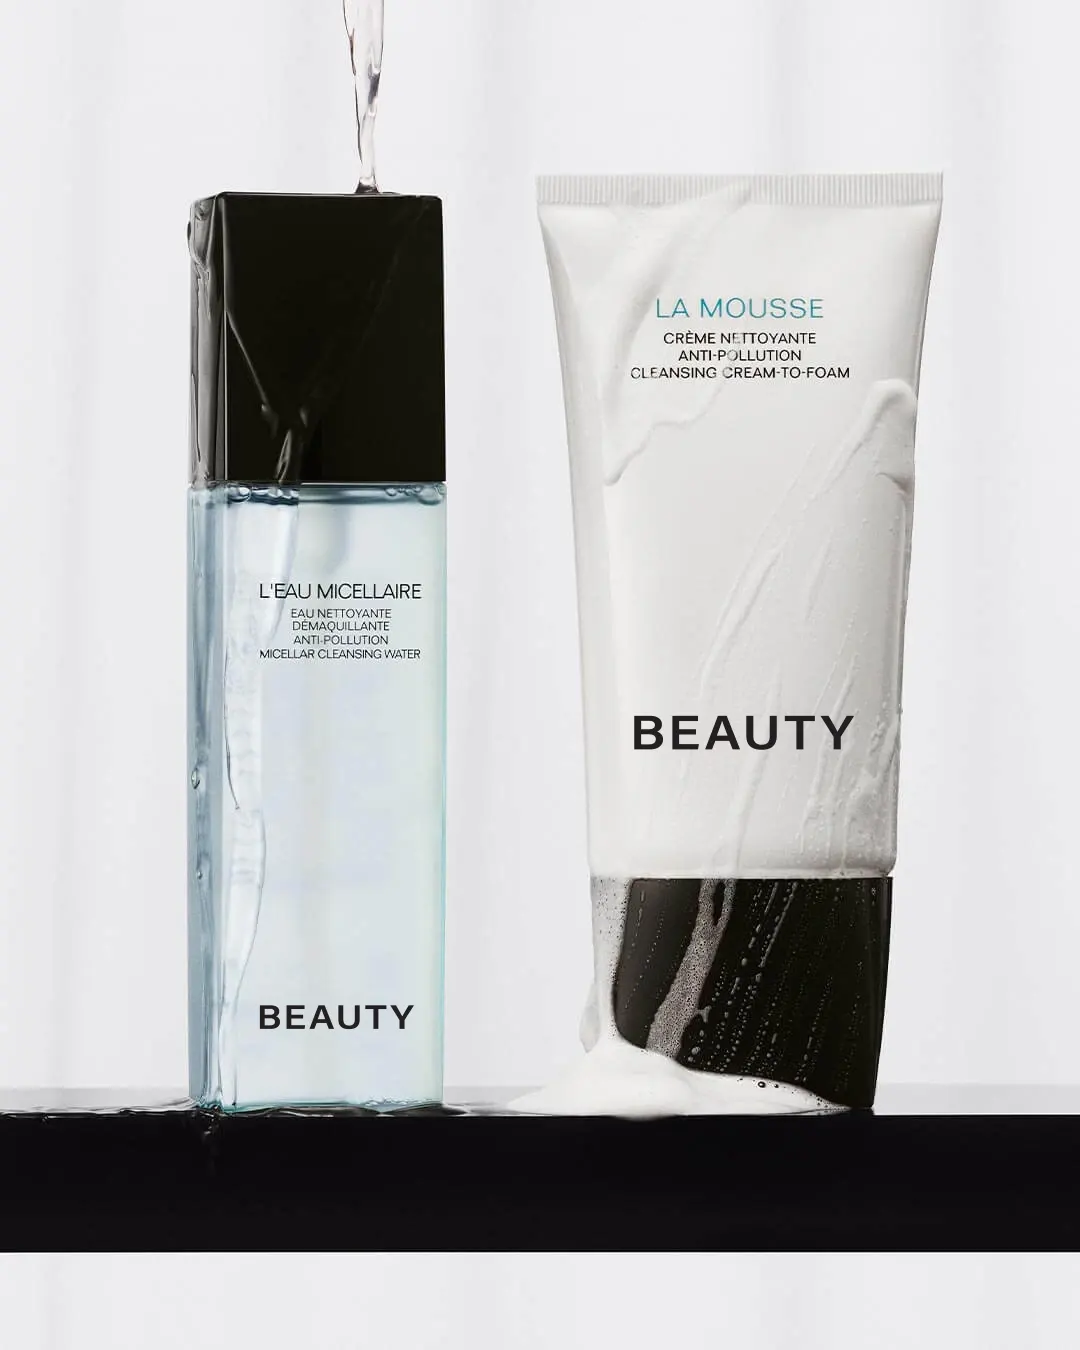 LA MOUSSE
CRÈME NETTOYANTE
ANTI-POLLUTION
CLEANSING CREAM-TO-FOAM
BEAUTY
L'EAU MICELLAIRE
EAU NETTOYANTE
DÉMAQUILLANTE
ANTI-POLLUTION
MICELLAR CLEANSING WATER
BEAUTY